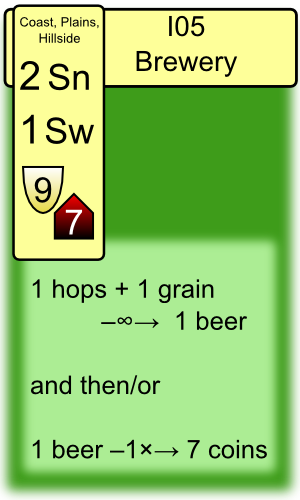 Coast, Plains,
Hillside
2 Sn
1 Sw
9
7
I05
Brewery
1 hops + 1 grain
–∞→ 1 beer
and then/or
1 beer –1×→ 7 coins